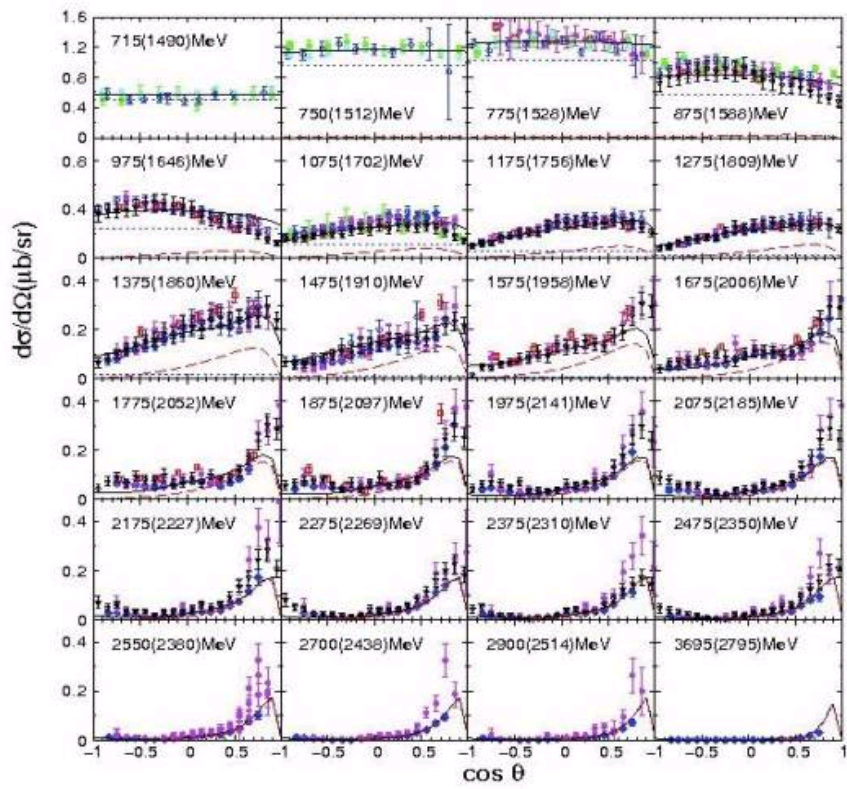 1.6
1.2
0.8
0.4
0
715(1490)MeV
750(1512)MeV
775(1528)MeV
875(1588)MeV
0.8
0.4
0
975(1646)MeV
1075(1702)MeV
1175(1756)MeV
1275(1809)MeV
dσ/dΩ(μb/sr)
0.4
0.2
0
1375(1860)MeV
1475(1910)MeV
1575(1958)MeV
1675(2006)MeV
0.4
0.2
0
1775(2052)MeV
1875(2097)MeV
1975(2141)MeV
2075(2185)MeV
0.4
0.2
0
2175(2227)MeV
2275(2269)MeV
2375(2310)MeV
2475(2350)MeV
0.4
0.2
0
2550(2380)MeV
2700(2438)MeV
2900(2514)MeV
3695(2795)MeV
−1 −0.5 0 0.5 −1 −0.5 0 0.5 −1 −0.5 0 0.5 −1 −0.5 0 0.5 1
cos θ